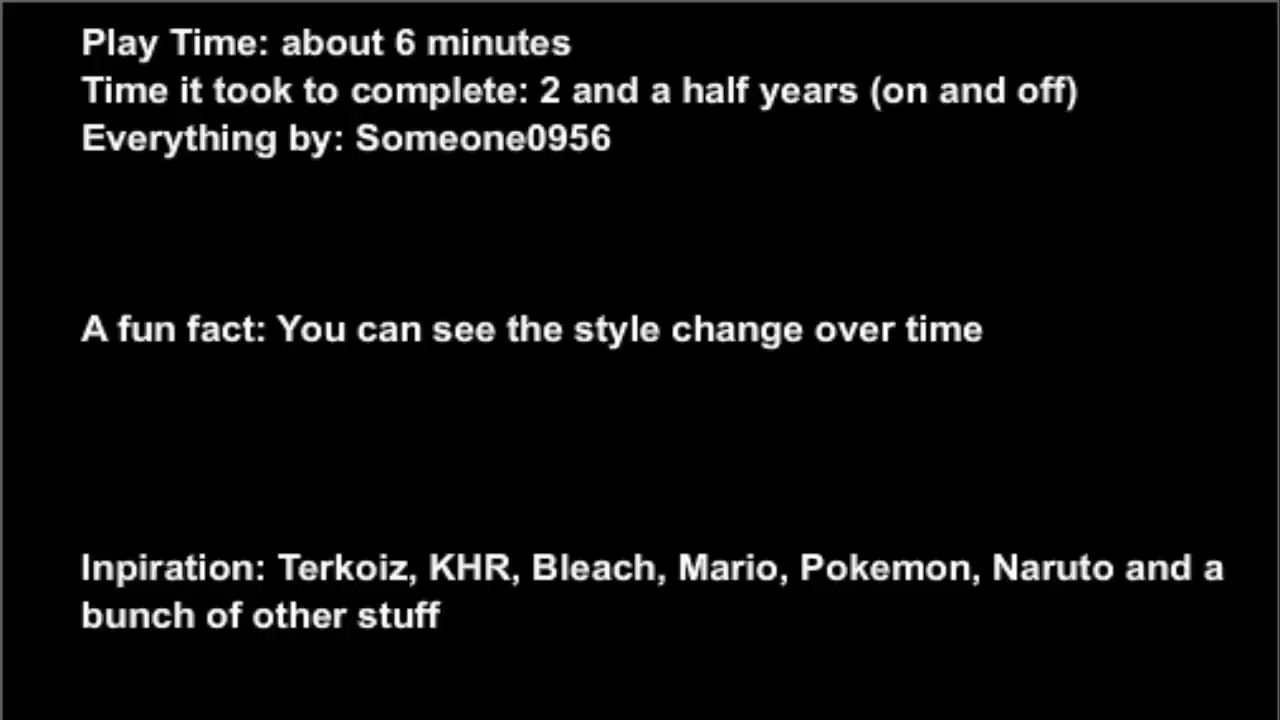 Play Time: about 6 minutes
Time it took to complete: 2 and a half years (on and off)
Everything by: Someone0956
A fun fact: You can see the style change over time
Inpiration: Terkoiz, KHR, Bleach, Mario, Pokemon, Naruto and a
bunch of other stuff